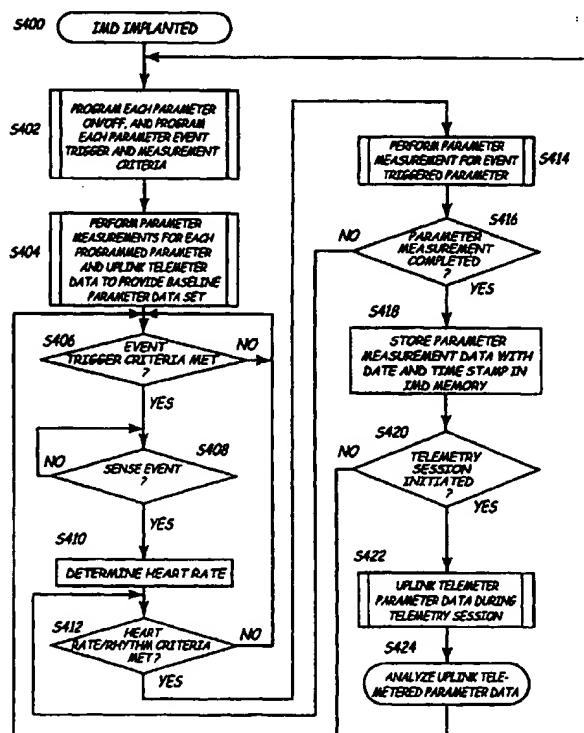 S400
IMD IMPLANTED
S402
PROGRAM EACH PARAMETER
ON/OFF, AND PROGRAM
EACH PARAMETER EVENT
TRIGGER AND MEASUREMENT
CRITERIA
S404
PERFORM PARAMETER
MEASUREMENTS FOR EACH
PROGRAMMED PARAMETER
AND UPLINK TELEMETER
DATA TO PROVIDE BASELINE
PARAMETER DATA SET
S406
EVENT
TRIGGER CRITERIA MET
?
NO
YES
S408
NO
SENSE EVENT
?
YES
S410
DETERMINE HEART RATE
S412
HEART
RATE/RHYTHM CRITERIA
MET ?
NO
YES
PERFORM PARAMETER
MEASUREMENT FOR EVENT
TRIGGERED PARAMETER
S414
S416
NO
PARAMETER
MEASUREMENT
COMPLETED
?
YES
S418
STORE PARAMETER
MEASUREMENT DATA WITH
DATE AND TIME STAMP IN
IMD MEMORY
S420
NO
TELEMETRY
SESSION
INITIATED
?
YES
S422
UPLINK TELEMETER
PARAMETER DATA DURING
TELEMETRY SESSION
S424
ANALYZE UPLINK TELE-
METERED PARAMETER DATA